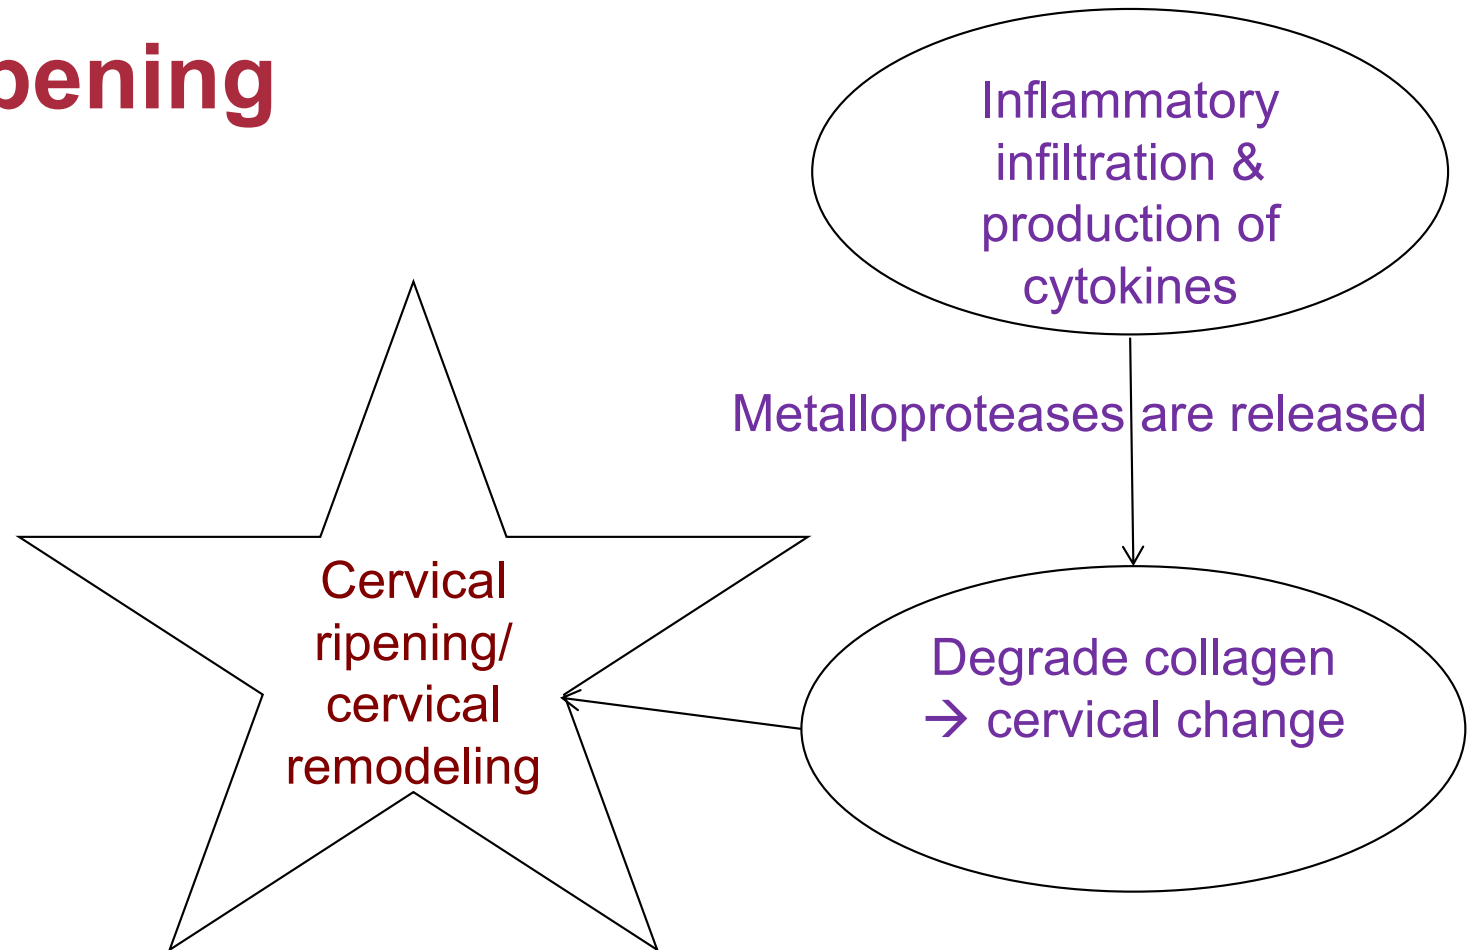 pening
Inflammatory
infiltration &
production of
cytokines
Metalloproteases are released
Cervical
ripening/
cervical
remodeling
Degrade collagen
→ cervical change